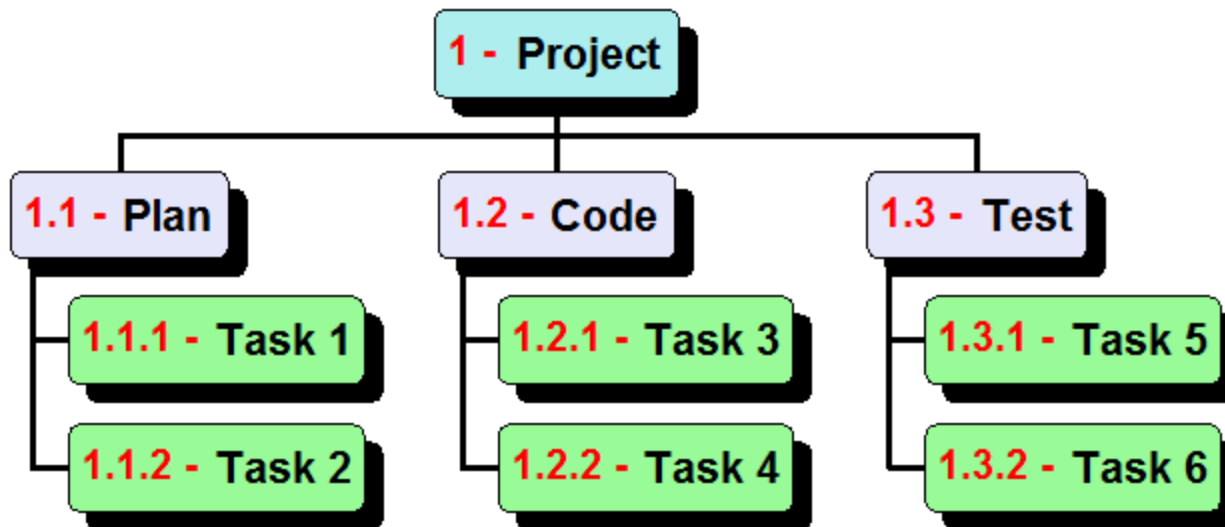 1 - Project
1.1 - Plan
1.2 - Code
1.3 - Test
1.1.1 - Task 1
1.2.1 - Task 3
1.3.1 - Task 5
1.1.2 - Task 2
1.2.2 - Task 4
1.3.2 - Task 6